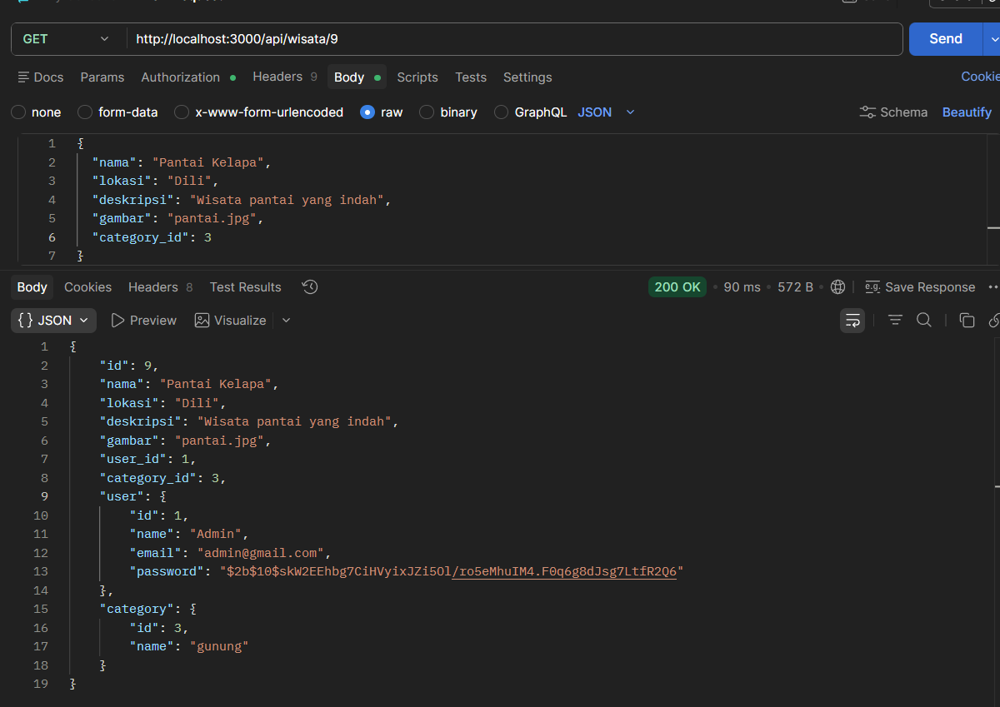 GET http://localhost:3000/api/wisata/9 Send
Docs Params Authorization Headers 9 Body Scripts Tests Settings Cookie
none form-data x-www-form-urlencoded raw binary GraphQL JSON Schema Beautify
1 {
2 "nama": "Pantai Kelapa",
3 "lokasi": "Dili",
4 "deskripsi": "Wisata pantai yang indah",
5 "gambar": "pantai.jpg",
6 "category_id": 3
7 }
Body Cookies Headers 8 Test Results 200 OK • 90 ms • 572 B • e.g. Save Response
{} JSON Preview Visualize
1 {
2 "id": 9,
3 "nama": "Pantai Kelapa",
4 "lokasi": "Dili",
5 "deskripsi": "Wisata pantai yang indah",
6 "gambar": "pantai.jpg",
7 "user_id": 1,
8 "category_id": 3,
9 "user": {
10 "id": 1,
11 "name": "Admin",
12 "email": "admin@gmail.com",
13 "password": "$2b$10$skW2EEhbg7CiHVyixJZi5Ol/ro5eMhuIM4.F0q6g8dJsg7LtfR2Q6"
14 },
15 "category": {
16 "id": 3,
17 "name": "gunung"
18 }
19 }